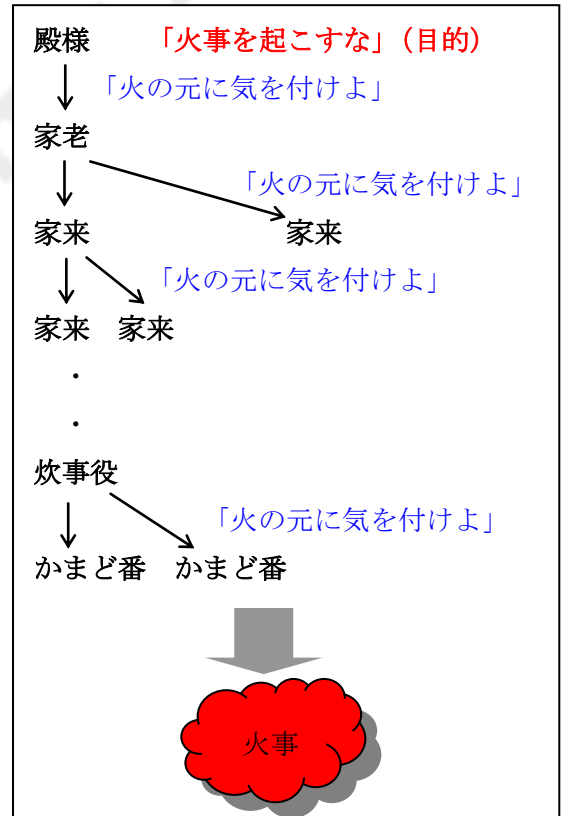 殿様　「火事を起こすな」(目的)
「火の元に気を付けよ」
家老
「火の元に気を付けよ」
家来　家来
「火の元に気を付けよ」
家来　家来
・
・
炊事役
「火の元に気を付けよ」
かまど番　かまど番
火事